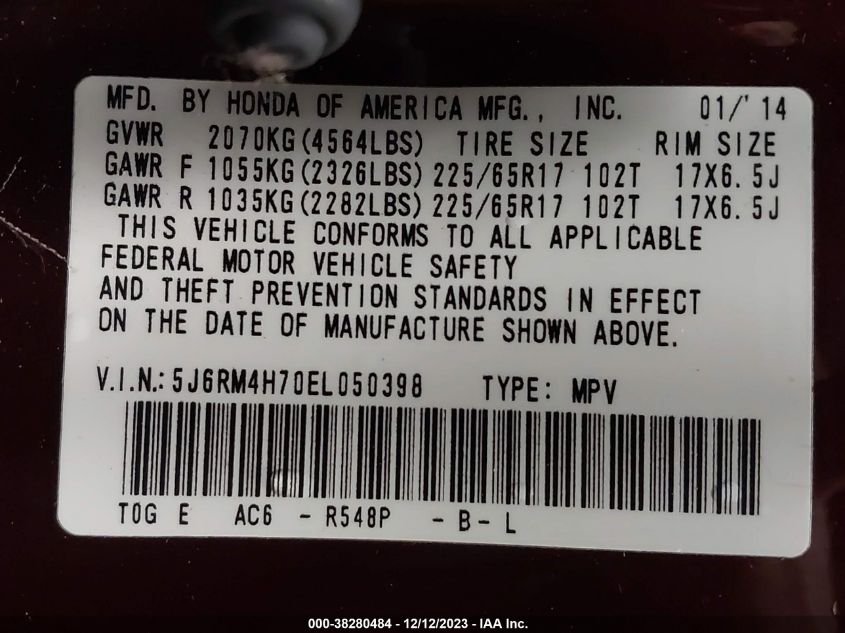 MFD. BY HONDA OF AMERICA MFG., INC. 01/'14
GVWR 2070KG(4564LBS) TIRE SIZE RIM SIZE
GAWR F 1055KG(2326LBS) 225/65R17 102T 17X6.5J
GAWR R 1035KG(2282LBS) 225/65R17 102T 17X6.5J
THIS VEHICLE CONFORMS TO ALL APPLICABLE
FEDERAL MOTOR VEHICLE SAFETY
AND THEFT PREVENTION STANDARDS IN EFFECT
ON THE DATE OF MANUFACTURE SHOWN ABOVE.
V.I.N.: 5J6RM4H70EL050398 TYPE: MPV
TOG E AC6 - R548P - B - L
000-38280484 - 12/12/2023 - IAA Inc.